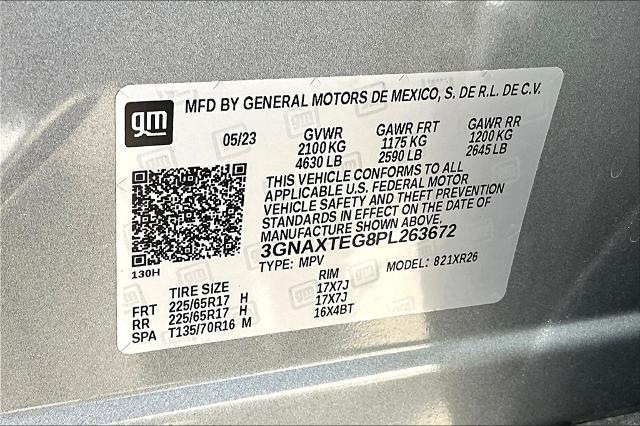 gm MFD BY GENERAL MOTORS DE MEXICO, S. DE R.L. DE C.V.
05/23 GVWR GAWR FRT GAWR RR
2100 KG 1175 KG 1200 KG
4630 LB 2590 LB 2645 LB
THIS VEHICLE CONFORMS TO ALL
APPLICABLE U.S. FEDERAL MOTOR
VEHICLE SAFETY AND THEFT PREVENTION
STANDARDS IN EFFECT ON THE DATE OF
MANUFACTURE SHOWN ABOVE.
3GNAXTEG8PL263672
130H
TYPE: MPV MODEL: 821XR26
TIRE SIZE RIM
FRT 225/65R17 H 17X7J
RR 225/65R17 H 17X7J
SPA T135/70R16 M 16X4BT